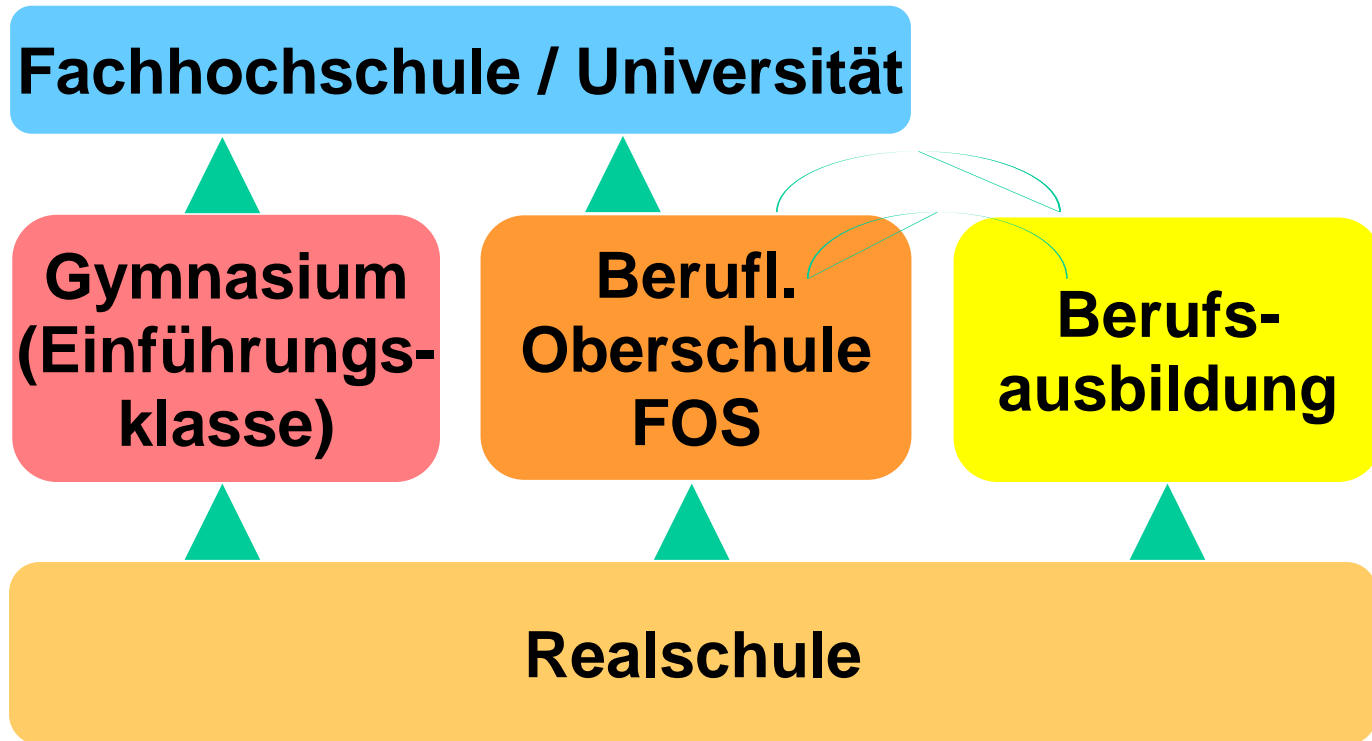 Fachhochschule / Universität
Gymnasium
(Einführungs-
klasse)
Berufl.
Oberschule
FOS
Berufs-
ausbildung
Realschule